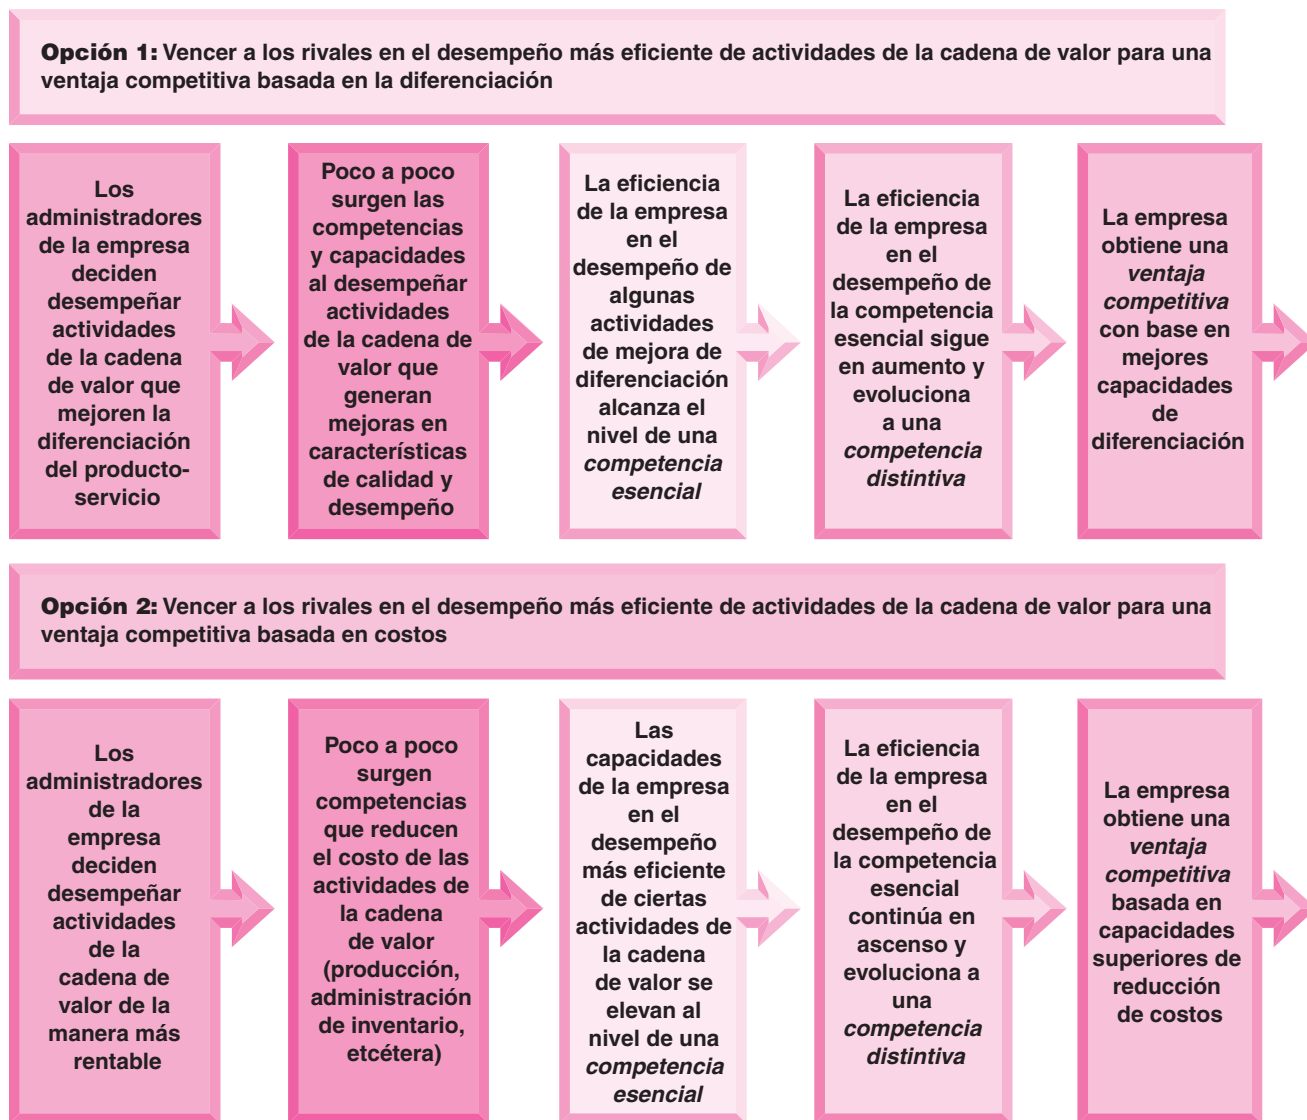 Opción 1: Vencer a los rivales en el desempeño más eficiente de actividades de la cadena de valor para una
ventaja competitiva basada en la diferenciación
Los
administradores
de la empresa
deciden
desempeñar
actividades
de la cadena
de valor que
mejoren la
diferenciación
del producto-
servicio
Poco a poco
surgen las
competencias
y capacidades
al desempeñar
actividades
de la cadena de
valor que
generan
mejoras en
características
de calidad y
desempeño
La eficiencia
de la empresa
en el
desempeño de
algunas
actividades
de mejora de
diferenciación
alcanza el
nivel de una
competencia
esencial
La eficiencia
de la empresa
en el
desempeño de
la competencia
esencial sigue
en aumento y
evoluciona
a una
competencia
distintiva
La empresa
obtiene una
ventaja
competitiva
con base en
mejores
capacidades
de
diferenciación
Opción 2: Vencer a los rivales en el desempeño más eficiente de actividades de la cadena de valor para una
ventaja competitiva basada en costos
Los
administradores
de la
empresa
deciden
desempeñar
actividades
de la
cadena de
valor de la
manera más
rentable
Poco a poco
surgen
competencias
que reducen
el costo de las
actividades de
la cadena
de valor
(producción,
administración
de inventario,
etcétera)
Las
capacidades
de la empresa
en el
desempeño
más eficiente
de ciertas
actividades de
la cadena
de valor se
elevan al
nivel de una
competencia
esencial
La eficiencia
de la empresa
en el
desempeño de
la competencia
esencial
continúa en
ascenso y
evoluciona a
una
competencia
distintiva
La empresa
obtiene una
ventaja
competitiva
basada en
capacidades
superiores de
reducción
de costos